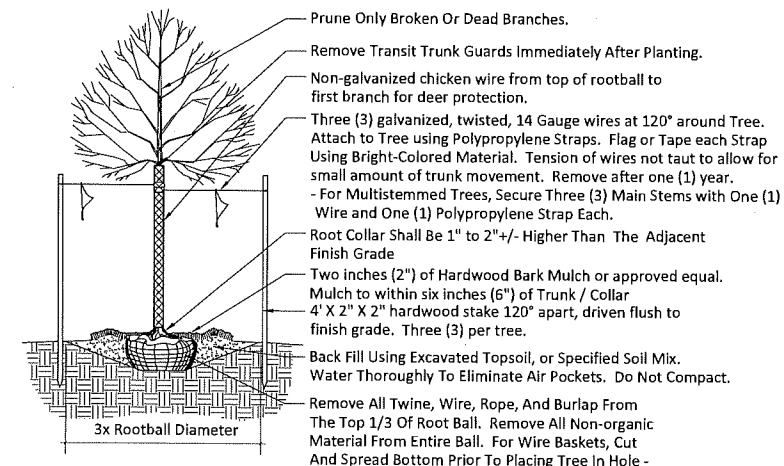 Prune Only Broken Or Dead Branches.
Remove Transit Trunk Guards Immediately After Planting.
Non-galvanized chicken wire from top of rootball to
first branch for deer protection.
Three (3) galvanized, twisted, 14 Gauge wires at 120° around Tree.
Attach to Tree using Polypropylene Straps. Flag or Tape each Strap
Using Bright-Colored Material. Tension of wires not taut to allow for
small amount of trunk movement. Remove after one (1) year.
- For Multistemmed Trees, Secure Three (3) Main Stems with One (1)
Wire and One (1) Polypropylene Strap Each.
Root Collar Shall Be 1" to 2"+/- Higher Than The Adjacent
Finish Grade
Two inches (2") of Hardwood Bark Mulch or approved equal.
Mulch to within six inches (6") of Trunk / Collar
4' X 2" X 2" hardwood stake 120° apart, driven flush to
finish grade. Three (3) per tree.
Back Fill Using Excavated Topsoil, or Specified Soil Mix.
Water Thoroughly To Eliminate Air Pockets. Do Not Compact.
Remove All Twine, Wire, Rope, And Burlap From
The Top 1/3 Of Root Ball. Remove All Non-organic
Material From Entire Ball. For Wire Baskets, Cut
And Spread Bottom Prior To Placing Tree In Hole -
3x Rootball Diameter